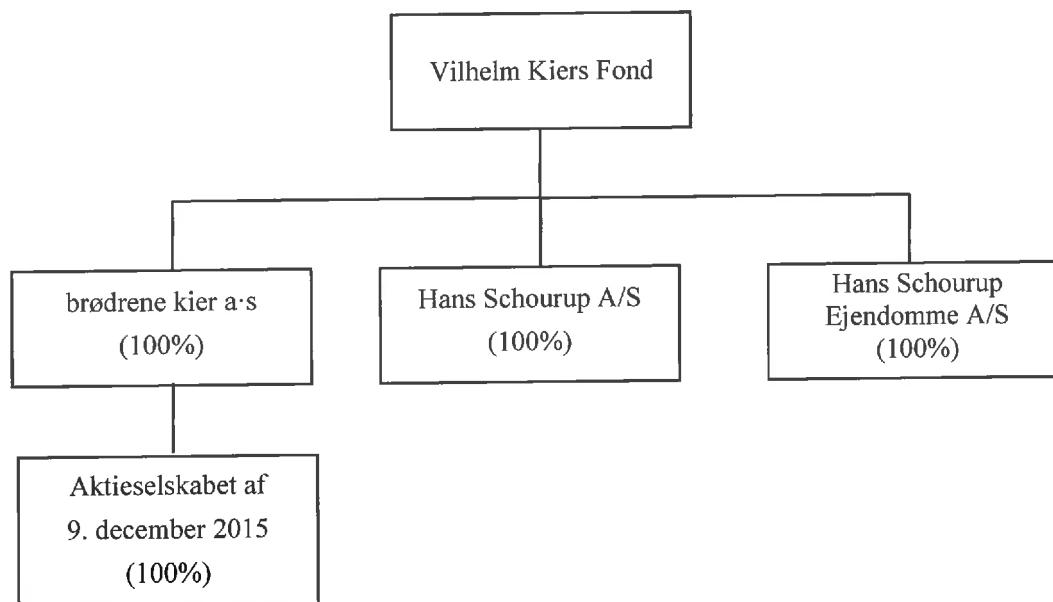 Vilhelm Kiers Fond
brødrene kier a·s
(100%)
Hans Schourup A/S
(100%)
Hans Schourup
Ejendomme A/S
(100%)
Aktieselskabet af
9. december 2015
(100%)